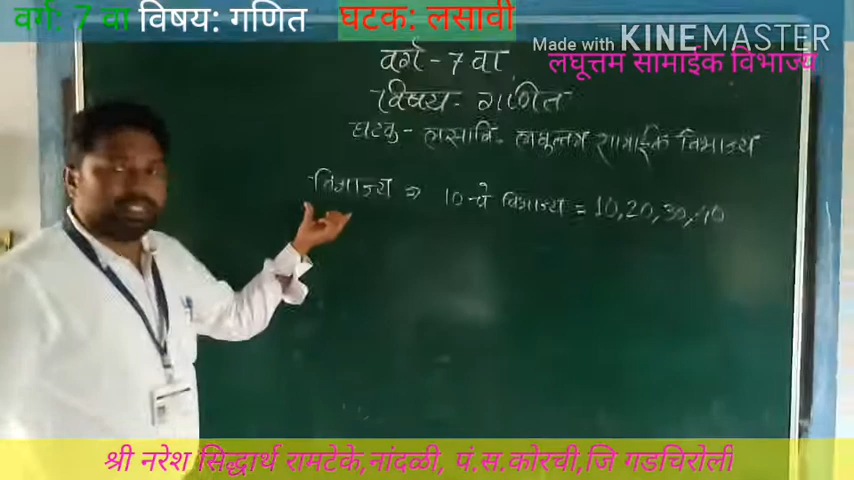 वर्ग: 7 वा विषय: गणित घटक: लसावी
Made with KINEMASTER
लघूत्तम सामाईक विभाज्य
वर्ग - 7 वा
विषय - गणित
घटक - लसावि - लघुत्तम सामाईक विभाज्य
विभाज्य ⇒ 10 चे विभाज्य = 10, 20, 30, 40
श्री नरेश सिद्धार्थ रामटेके,नांदळी, पं.स.कोरची,जि गडचिरोली